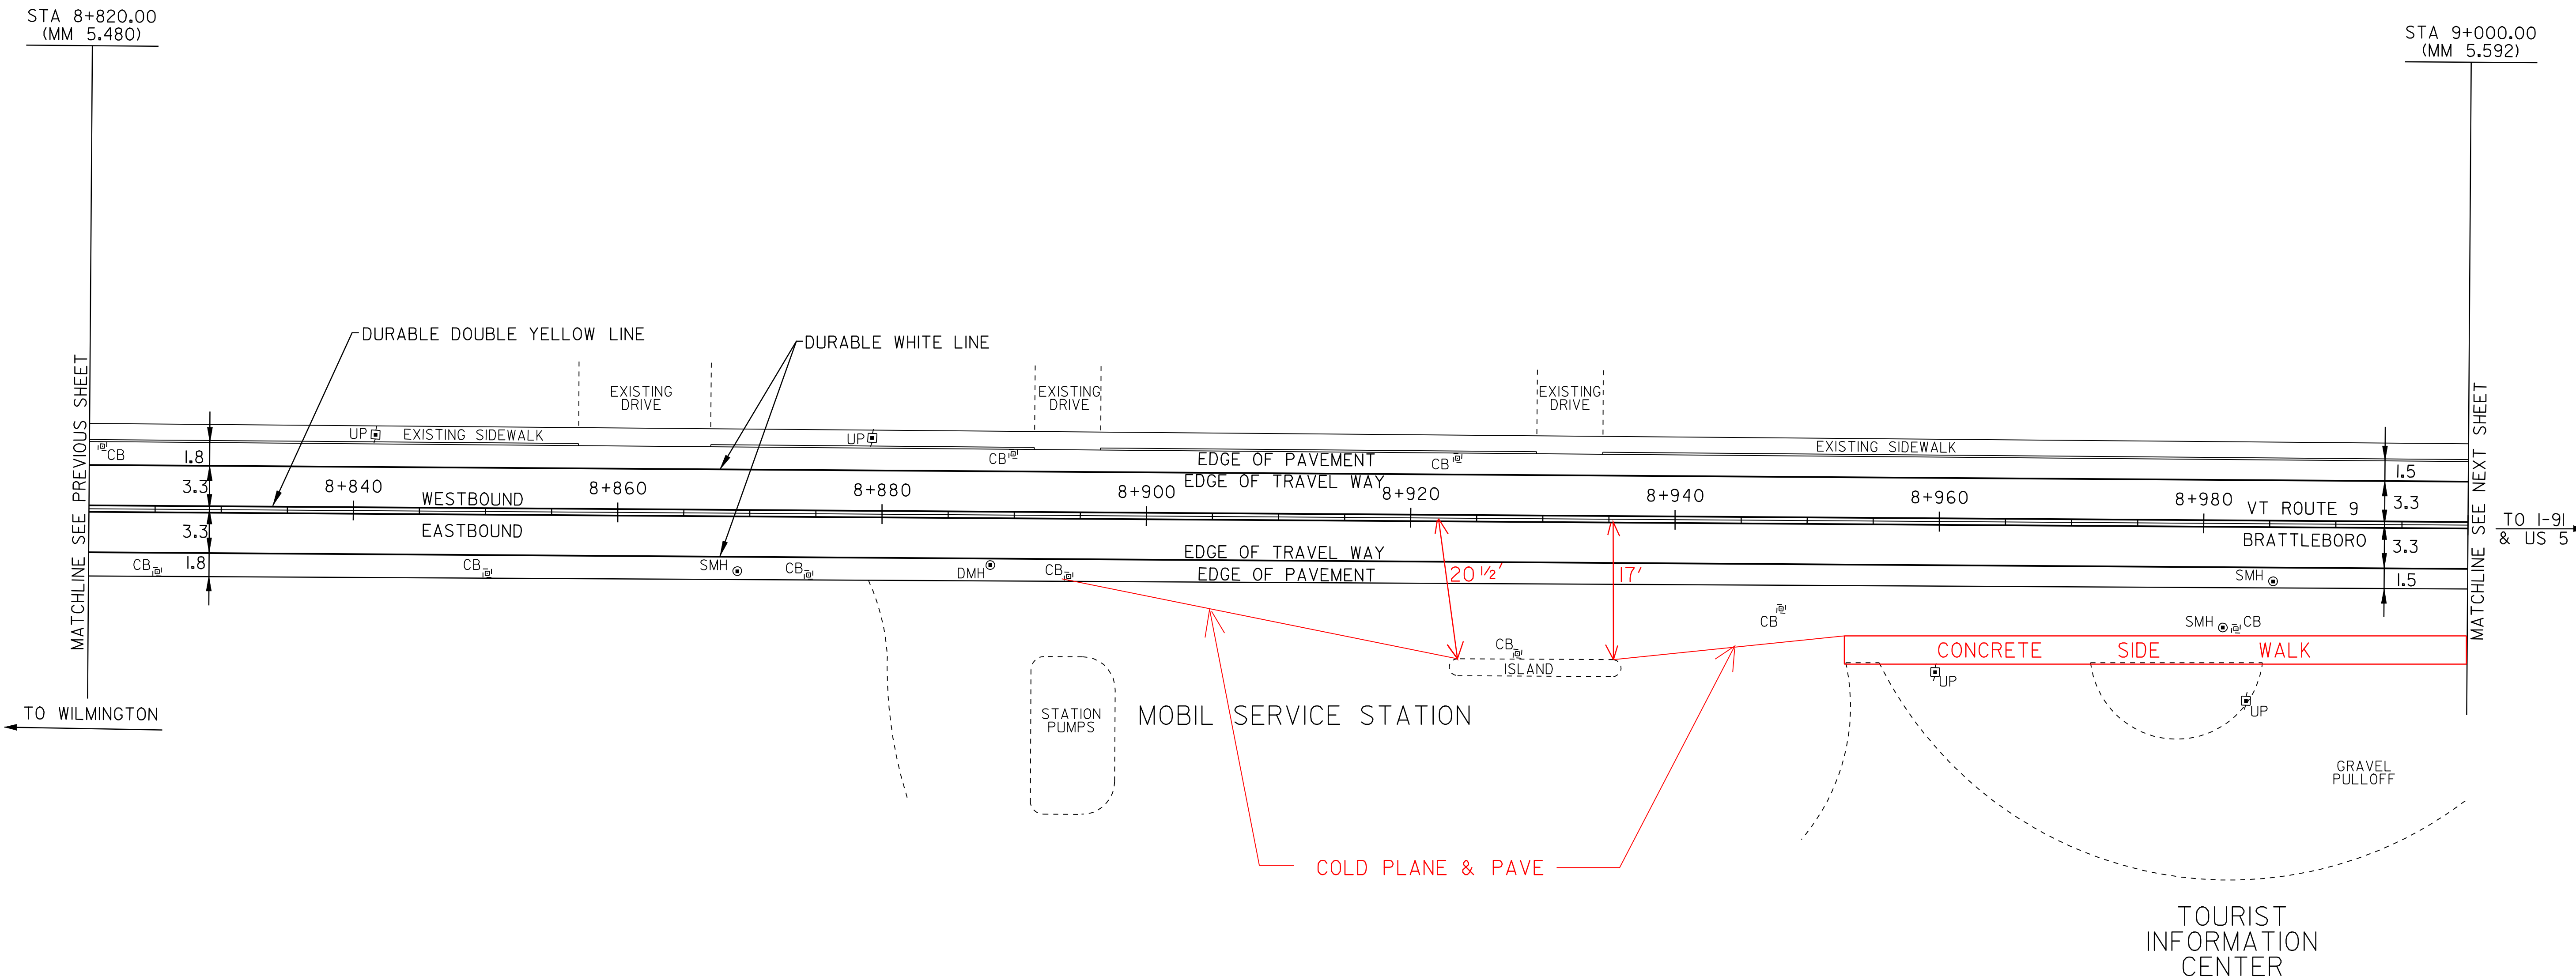 STA 8+820.00
(MM 5.480)
STA 9+000.00
(MM 5.592)
DURABLE DOUBLE YELLOW LINE
DURABLE WHITE LINE
EXISTING
DRIVE
EXISTING
DRIVE
EXISTING
DRIVE
MATCHLINE SEE PREVIOUS SHEET
MATCHLINE SEE NEXT SHEET
UP
EXISTING SIDEWALK
UP
EXISTING SIDEWALK
CB
1.8
CB
EDGE OF PAVEMENT
CB
1.5
3.3
8+840
WESTBOUND
8+860
8+880
8+900
EDGE OF TRAVEL WAY
8+920
8+940
8+960
8+980
VT ROUTE 9
3.3
TO I-91
& US 5
3.3
EASTBOUND
BRATTLEBORO
3.3
EDGE OF TRAVEL WAY
CB
1.8
CB
SMH
CB
DMH
CB
EDGE OF PAVEMENT
20 1/2'
17'
SMH
1.5
CB
SMH
CB
CB
ISLAND
CONCRETE SIDE WALK
UP
UP
TO WILMINGTON
STATION
PUMPS
MOBIL SERVICE STATION
GRAVEL
PULLOFF
COLD PLANE & PAVE
TOURIST
INFORMATION
CENTER